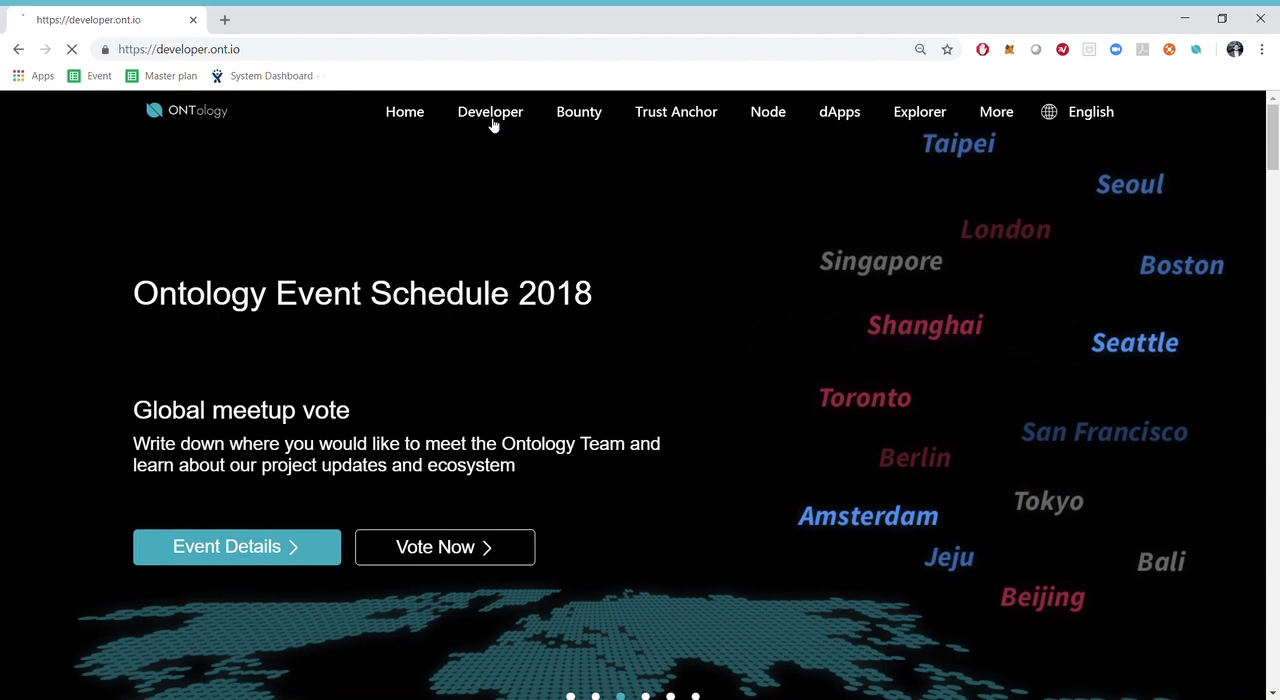 https://developer.ont.io
https://developer.ont.io
Apps Event Master plan System Dashboard -
ONTology Home Developer Bounty Trust Anchor Node dApps Explorer More English
Taipei
Seoul
London
Singapore
Boston
Ontology Event Schedule 2018
Shanghai
Seattle
Toronto
Global meetup vote
San Francisco
Write down where you would like to meet the Ontology Team and
learn about our project updates and ecosystem
Berlin
Tokyo
Amsterdam
Event Details
Vote Now
Jeju
Bali
Beijing